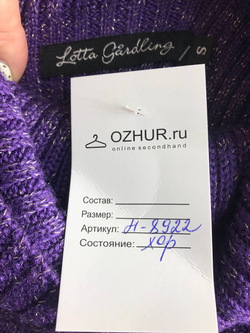 Lotta Gårdling / S
OZHUR.ru
online secondhand
Состав:
Размер:
Артикул: Н-8922
Состояние: хор